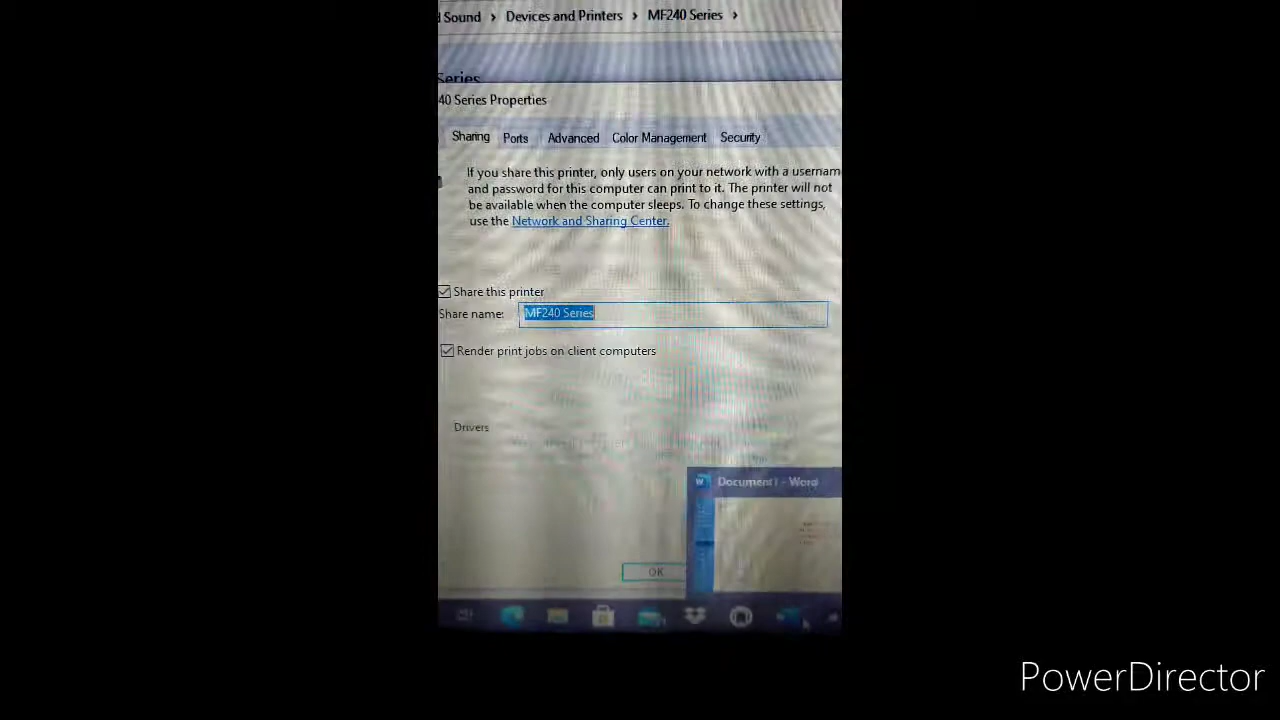 d Sound > Devices and Printers > MF240 Series >
Series
40 Series Properties
Sharing Ports Advanced Color Management Security
If you share this printer, only users on your network with a usernam
and password for this computer can print to it. The printer will not
be available when the computer sleeps. To change these settings,
use the Network and Sharing Center.
Share this printer
Share name: MF240 Series
Render print jobs on client computers
Drivers
Document1 - Word
OK
PowerDirector